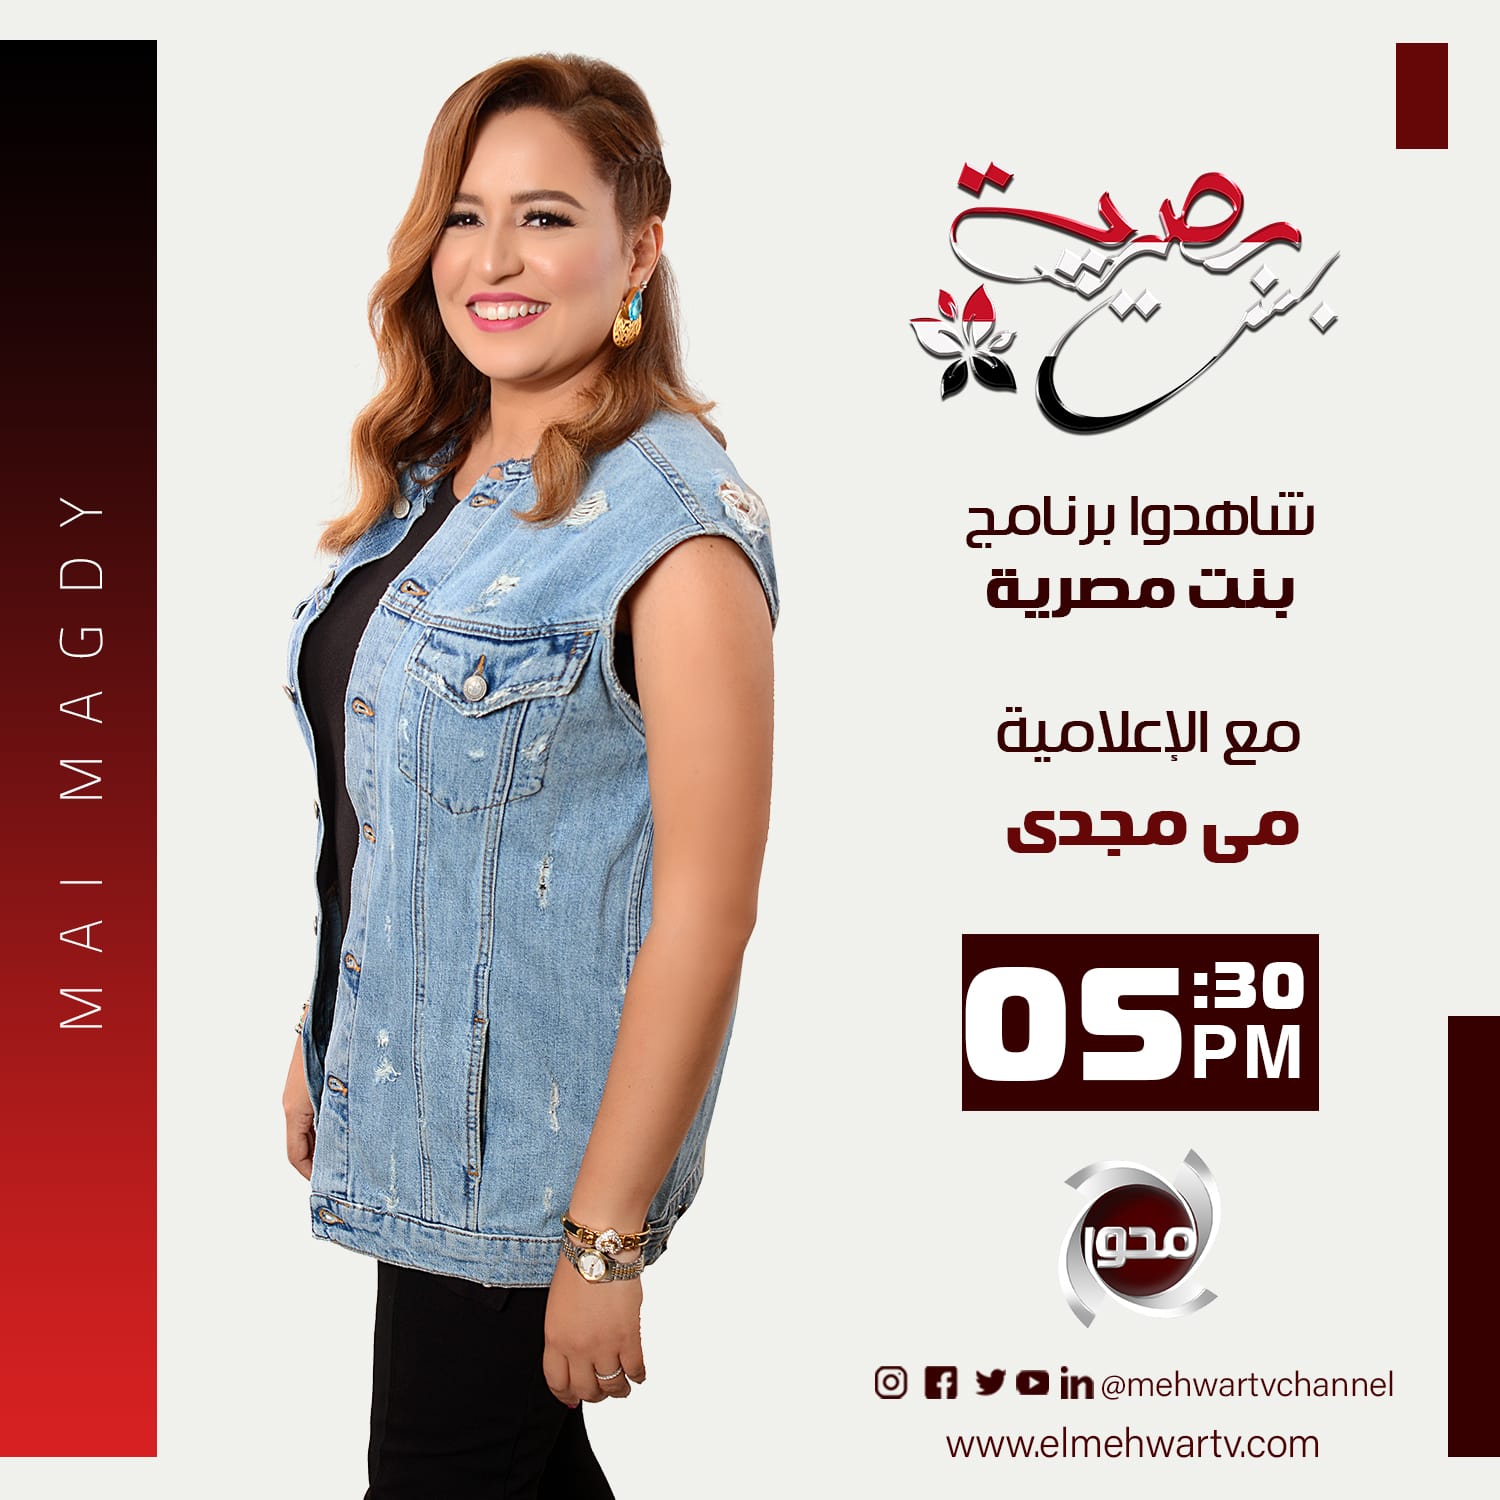 MAI MAGDY
بنت مصرية
شاهدوا برنامج
بنت مصرية
مع الإعلامية
مى مجدى
05:30 PM
محور
@mehwartvchannel
www.elmehwartv.com